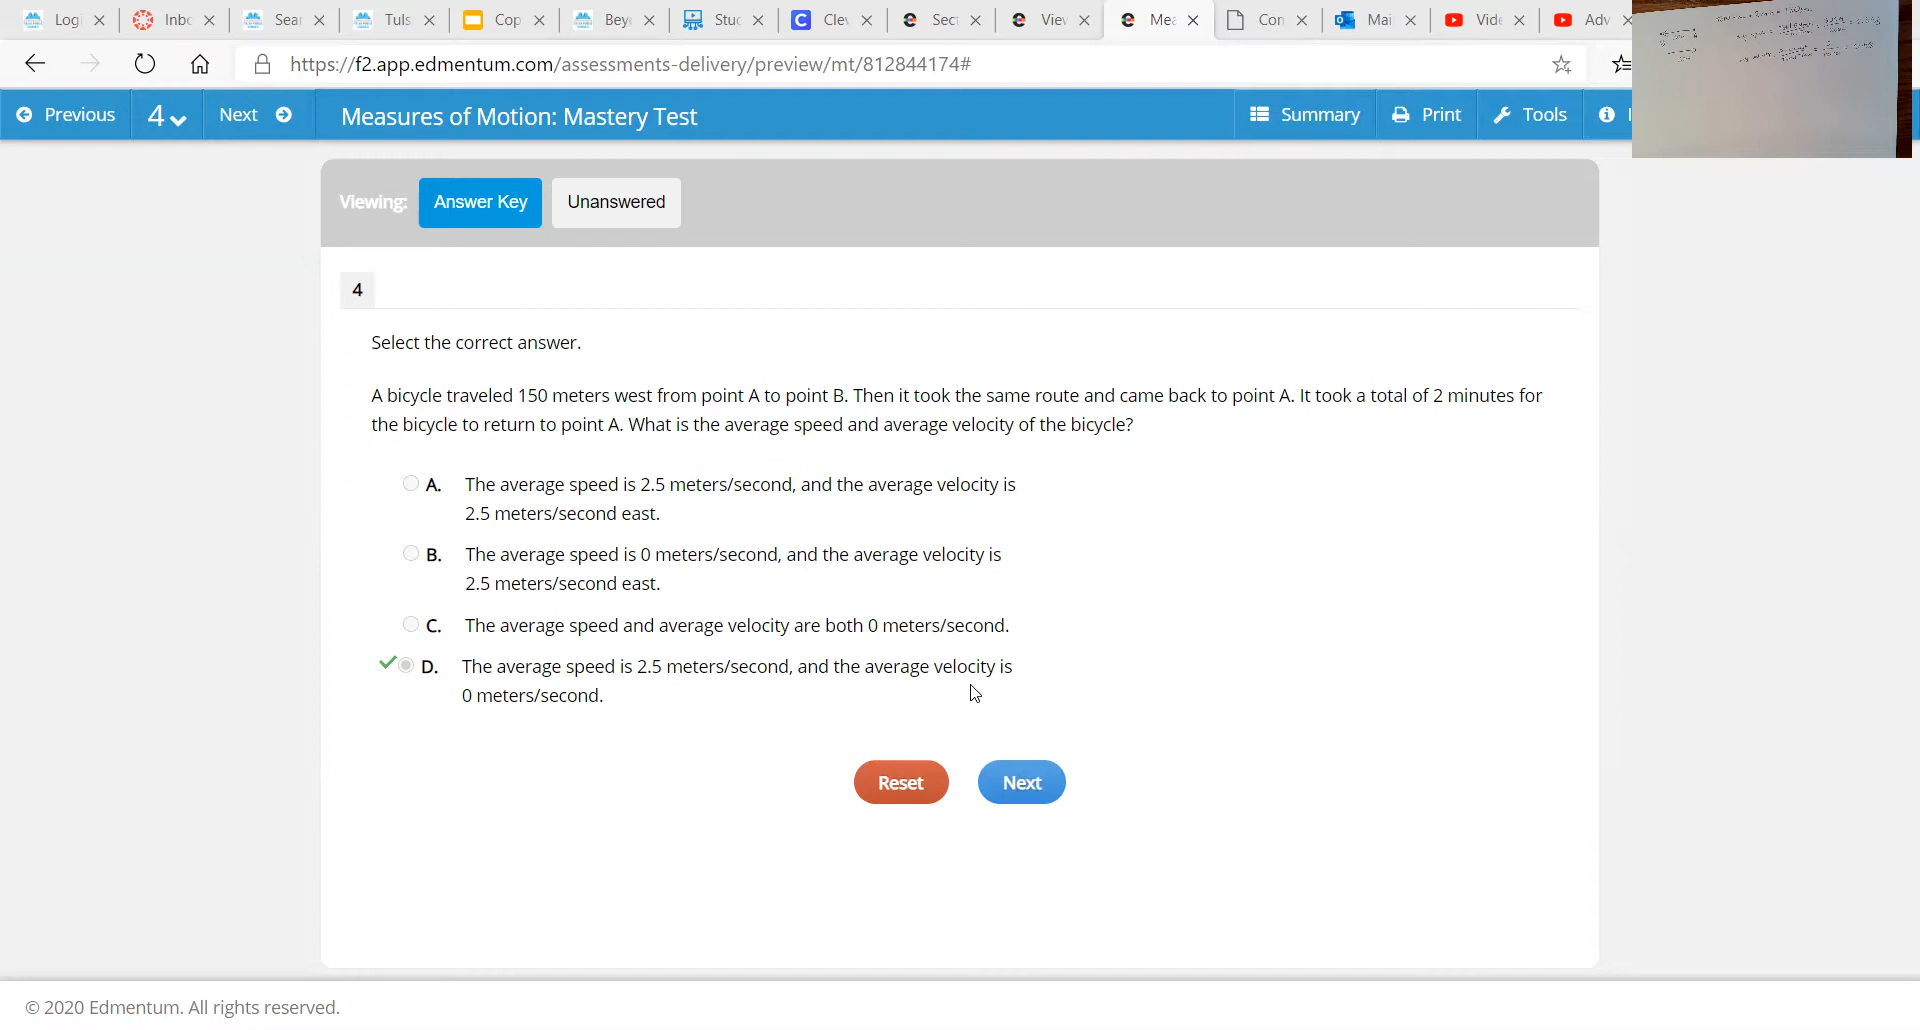 Logi
Inbo
Sear
Tuls
Cop
Beyo
Stuc
Clev
Sect
View
Mea
Con
Mai
Vide
Adv
https://f2.app.edmentum.com/assessments-delivery/preview/mt/812844174#
Previous
4
Next
Measures of Motion: Mastery Test
Summary
Print
Tools
Viewing:
Answer Key
Unanswered
4
Select the correct answer.
A bicycle traveled 150 meters west from point A to point B. Then it took the same route and came back to point A. It took a total of 2 minutes for
the bicycle to return to point A. What is the average speed and average velocity of the bicycle?
A. The average speed is 2.5 meters/second, and the average velocity is
2.5 meters/second east.
B. The average speed is 0 meters/second, and the average velocity is
2.5 meters/second east.
C. The average speed and average velocity are both 0 meters/second.
D. The average speed is 2.5 meters/second, and the average velocity is
0 meters/second.
Reset
Next
© 2020 Edmentum. All rights reserved.